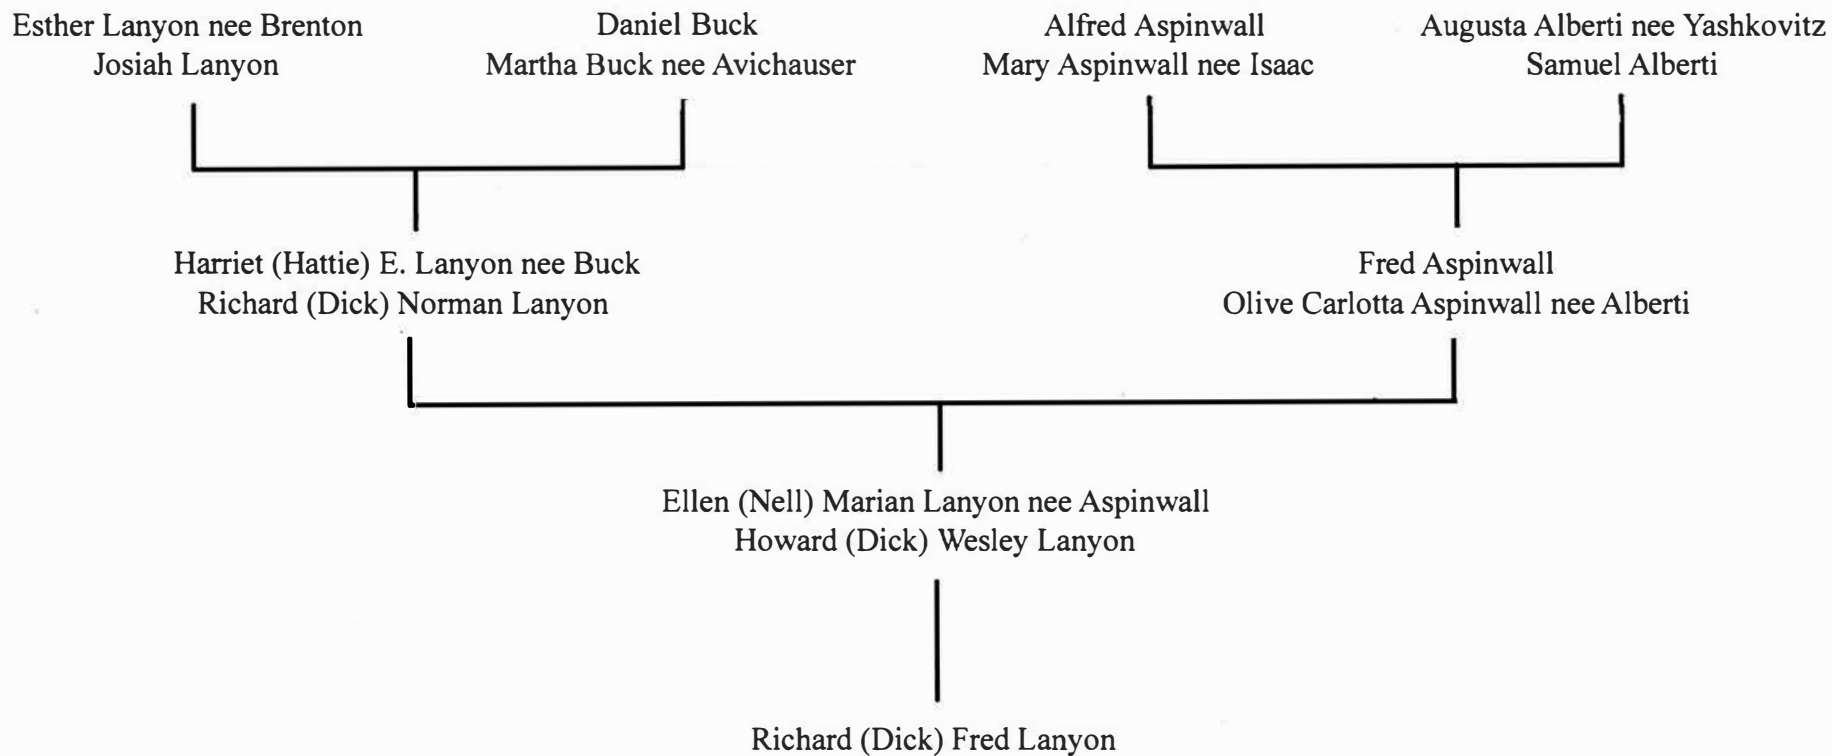 Esther Lanyon nee Brenton
Josiah Lanyon
Daniel Buck
Martha Buck nee Avichauser
Alfred Aspinwall
Mary Aspinwall nee Isaac
Augusta Alberti nee Yashkovitz
Samuel Alberti
Harriet (Hattie) E. Lanyon nee Buck
Richard (Dick) Norman Lanyon
Fred Aspinwall
Olive Carlotta Aspinwall nee Alberti
Ellen (Nell) Marian Lanyon nee Aspinwall
Howard (Dick) Wesley Lanyon
Richard (Dick) Fred Lanyon